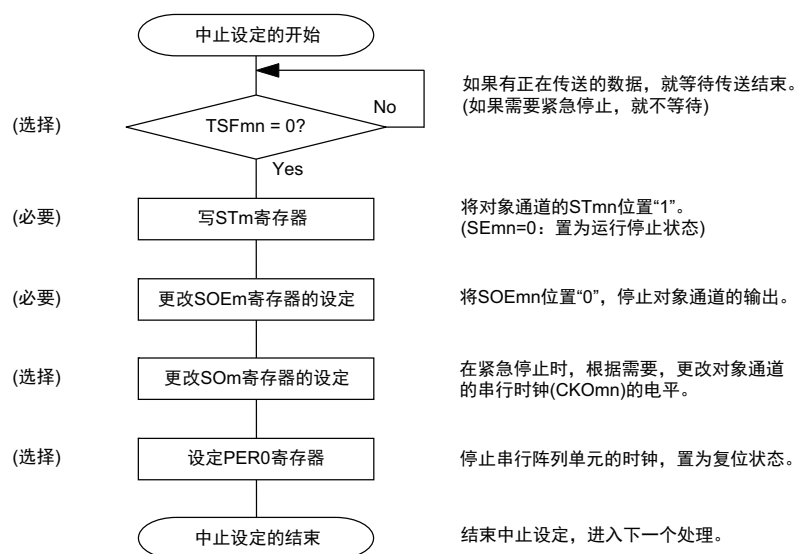 中止设定的开始
如果有正在传送的数据，就等待传送结束。
(如果需要紧急停止，就不等待)
(选择)
TSFmn = 0?
No
Yes
(必要)
写STm寄存器
将对象通道的STmn位置“1”。
(SEmn=0：置为运行停止状态)
(必要)
更改SOEm寄存器的设定
将SOEmn位置“0”，停止对象通道的输出。
(选择)
更改SOm寄存器的设定
在紧急停止时，根据需要，更改对象通道
的串行时钟(CKOmn)的电平。
(选择)
设定PER0寄存器
停止串行阵列单元的时钟，置为复位状态。
中止设定的结束
结束中止设定，进入下一个处理。